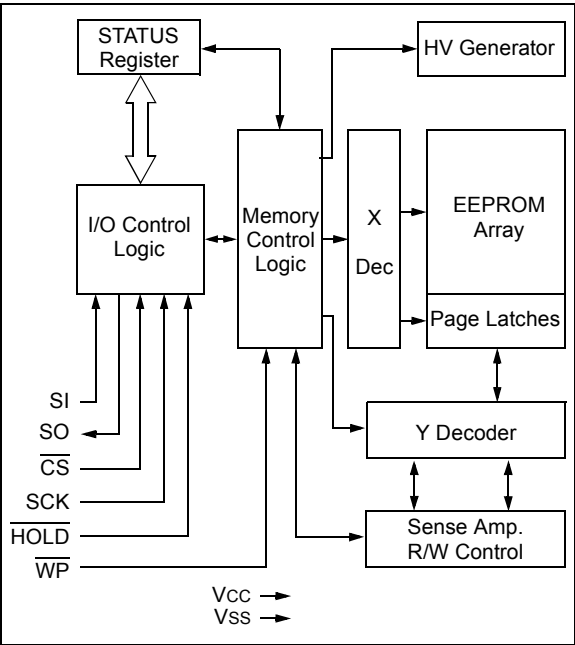 STATUS
Register
HV Generator
I/O Control
Logic
Memory
Control
Logic
X
Dec
EEPROM
Array
Page Latches
SI
SO
CS
SCK
HOLD
WP
Y Decoder
Sense Amp.
R/W Control
VCC
VSS